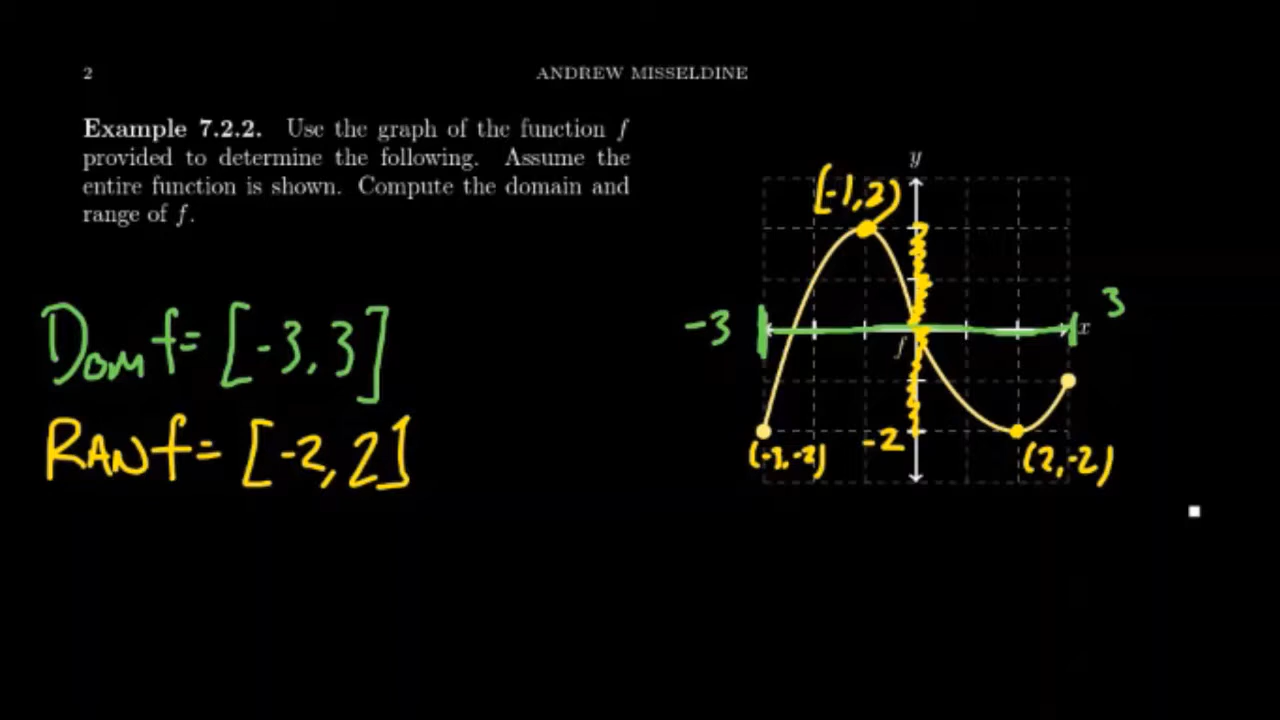 2
ANDREW MISSELDINE
Example 7.2.2. Use the graph of the function f
provided to determine the following. Assume the
entire function is shown. Compute the domain and
range of f.
Dom f = [-3, 3]
RAN f = [-2, 2]
y
(-1, 2)
-3
3
x
f
-2
(-3, -2)
(2, -2)